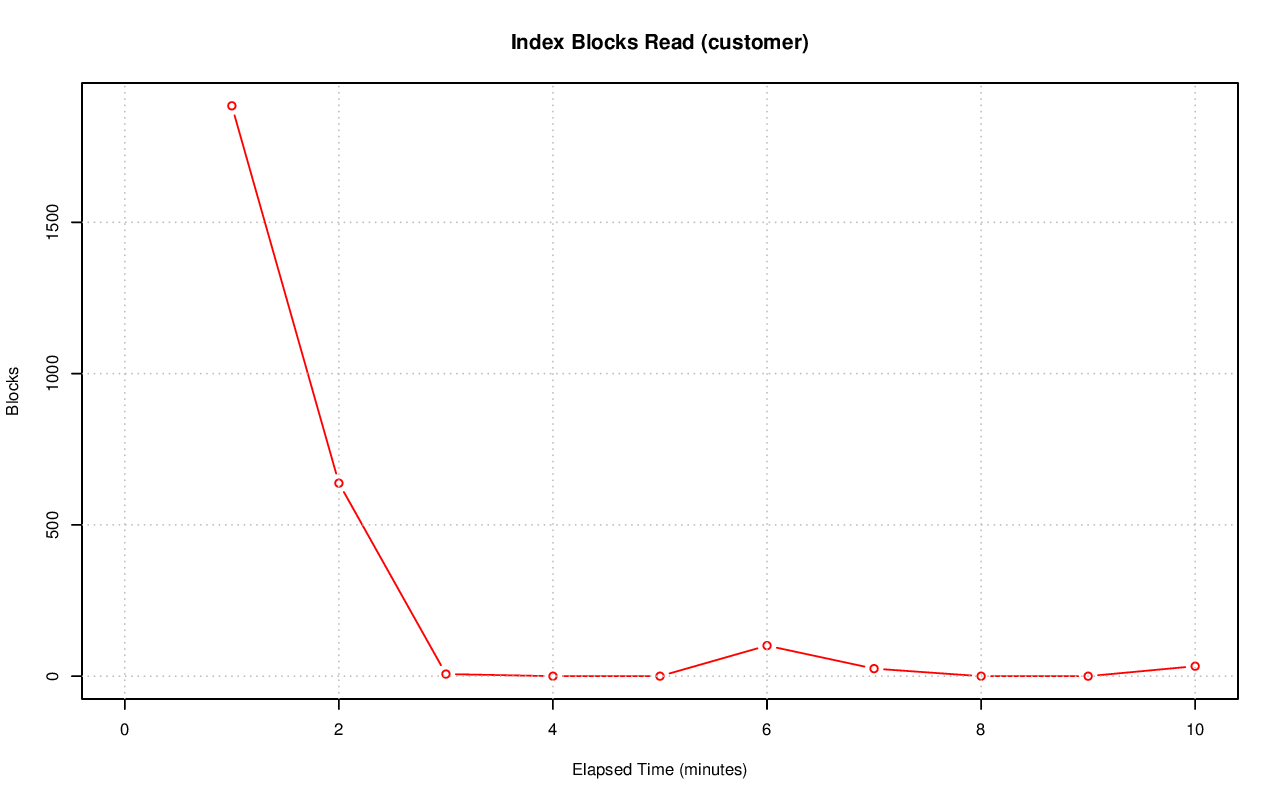 Index Blocks Read (customer)
Blocks
1500
1000
500
0
0 2 4 6 8 10
Elapsed Time (minutes)